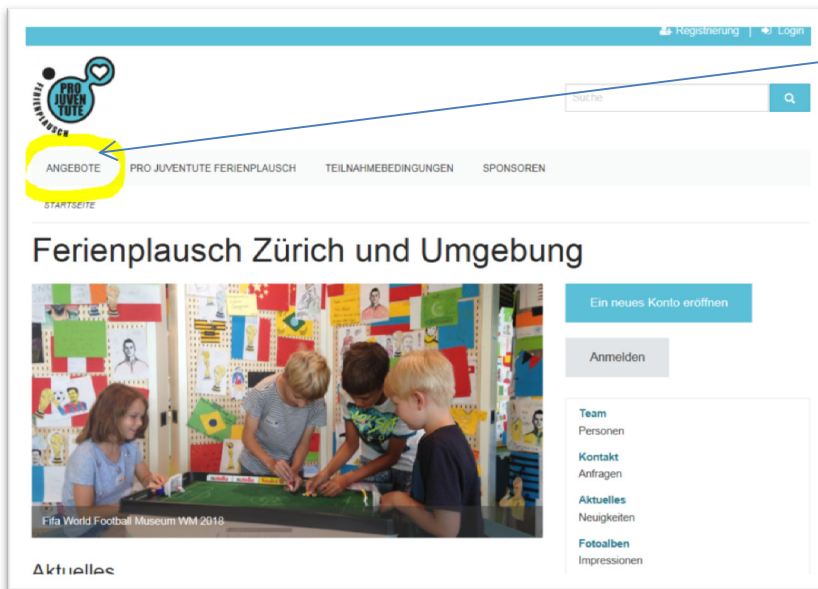 Registrierung | Login
PRO
JUVEN
TUTE
FERIENPLAUSCH
Suche
ANGEBOTE PRO JUVENTUTE FERIENPLAUSCH TEILNAHMEBEDINGUNGEN SPONSOREN
STARTSEITE
Ferienplausch Zürich und Umgebung
Ein neues Konto eröffnen
Anmelden
Fifa World Football Museum WM 2018
Team
Personen
Kontakt
Anfragen
Aktuelles
Neuigkeiten
Fotoalben
Impressionen
Aktuelles